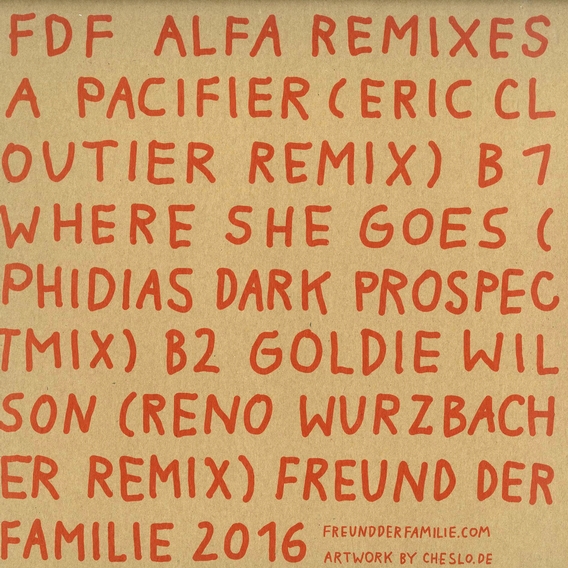 FDF ALFA REMIXES
A PACIFIER (ERIC CL
OUTIER REMIX) B1
WHERE SHE GOES (
PHIDIAS DARK PROSPEC
TMIX) B2 GOLDIE WIL
SON (RENO WURZBACH
ER REMIX) FREUND DER
FAMILIE 2016
FREUNDDERFAMILIE.COM
ARTWORK BY CHESLO.DE